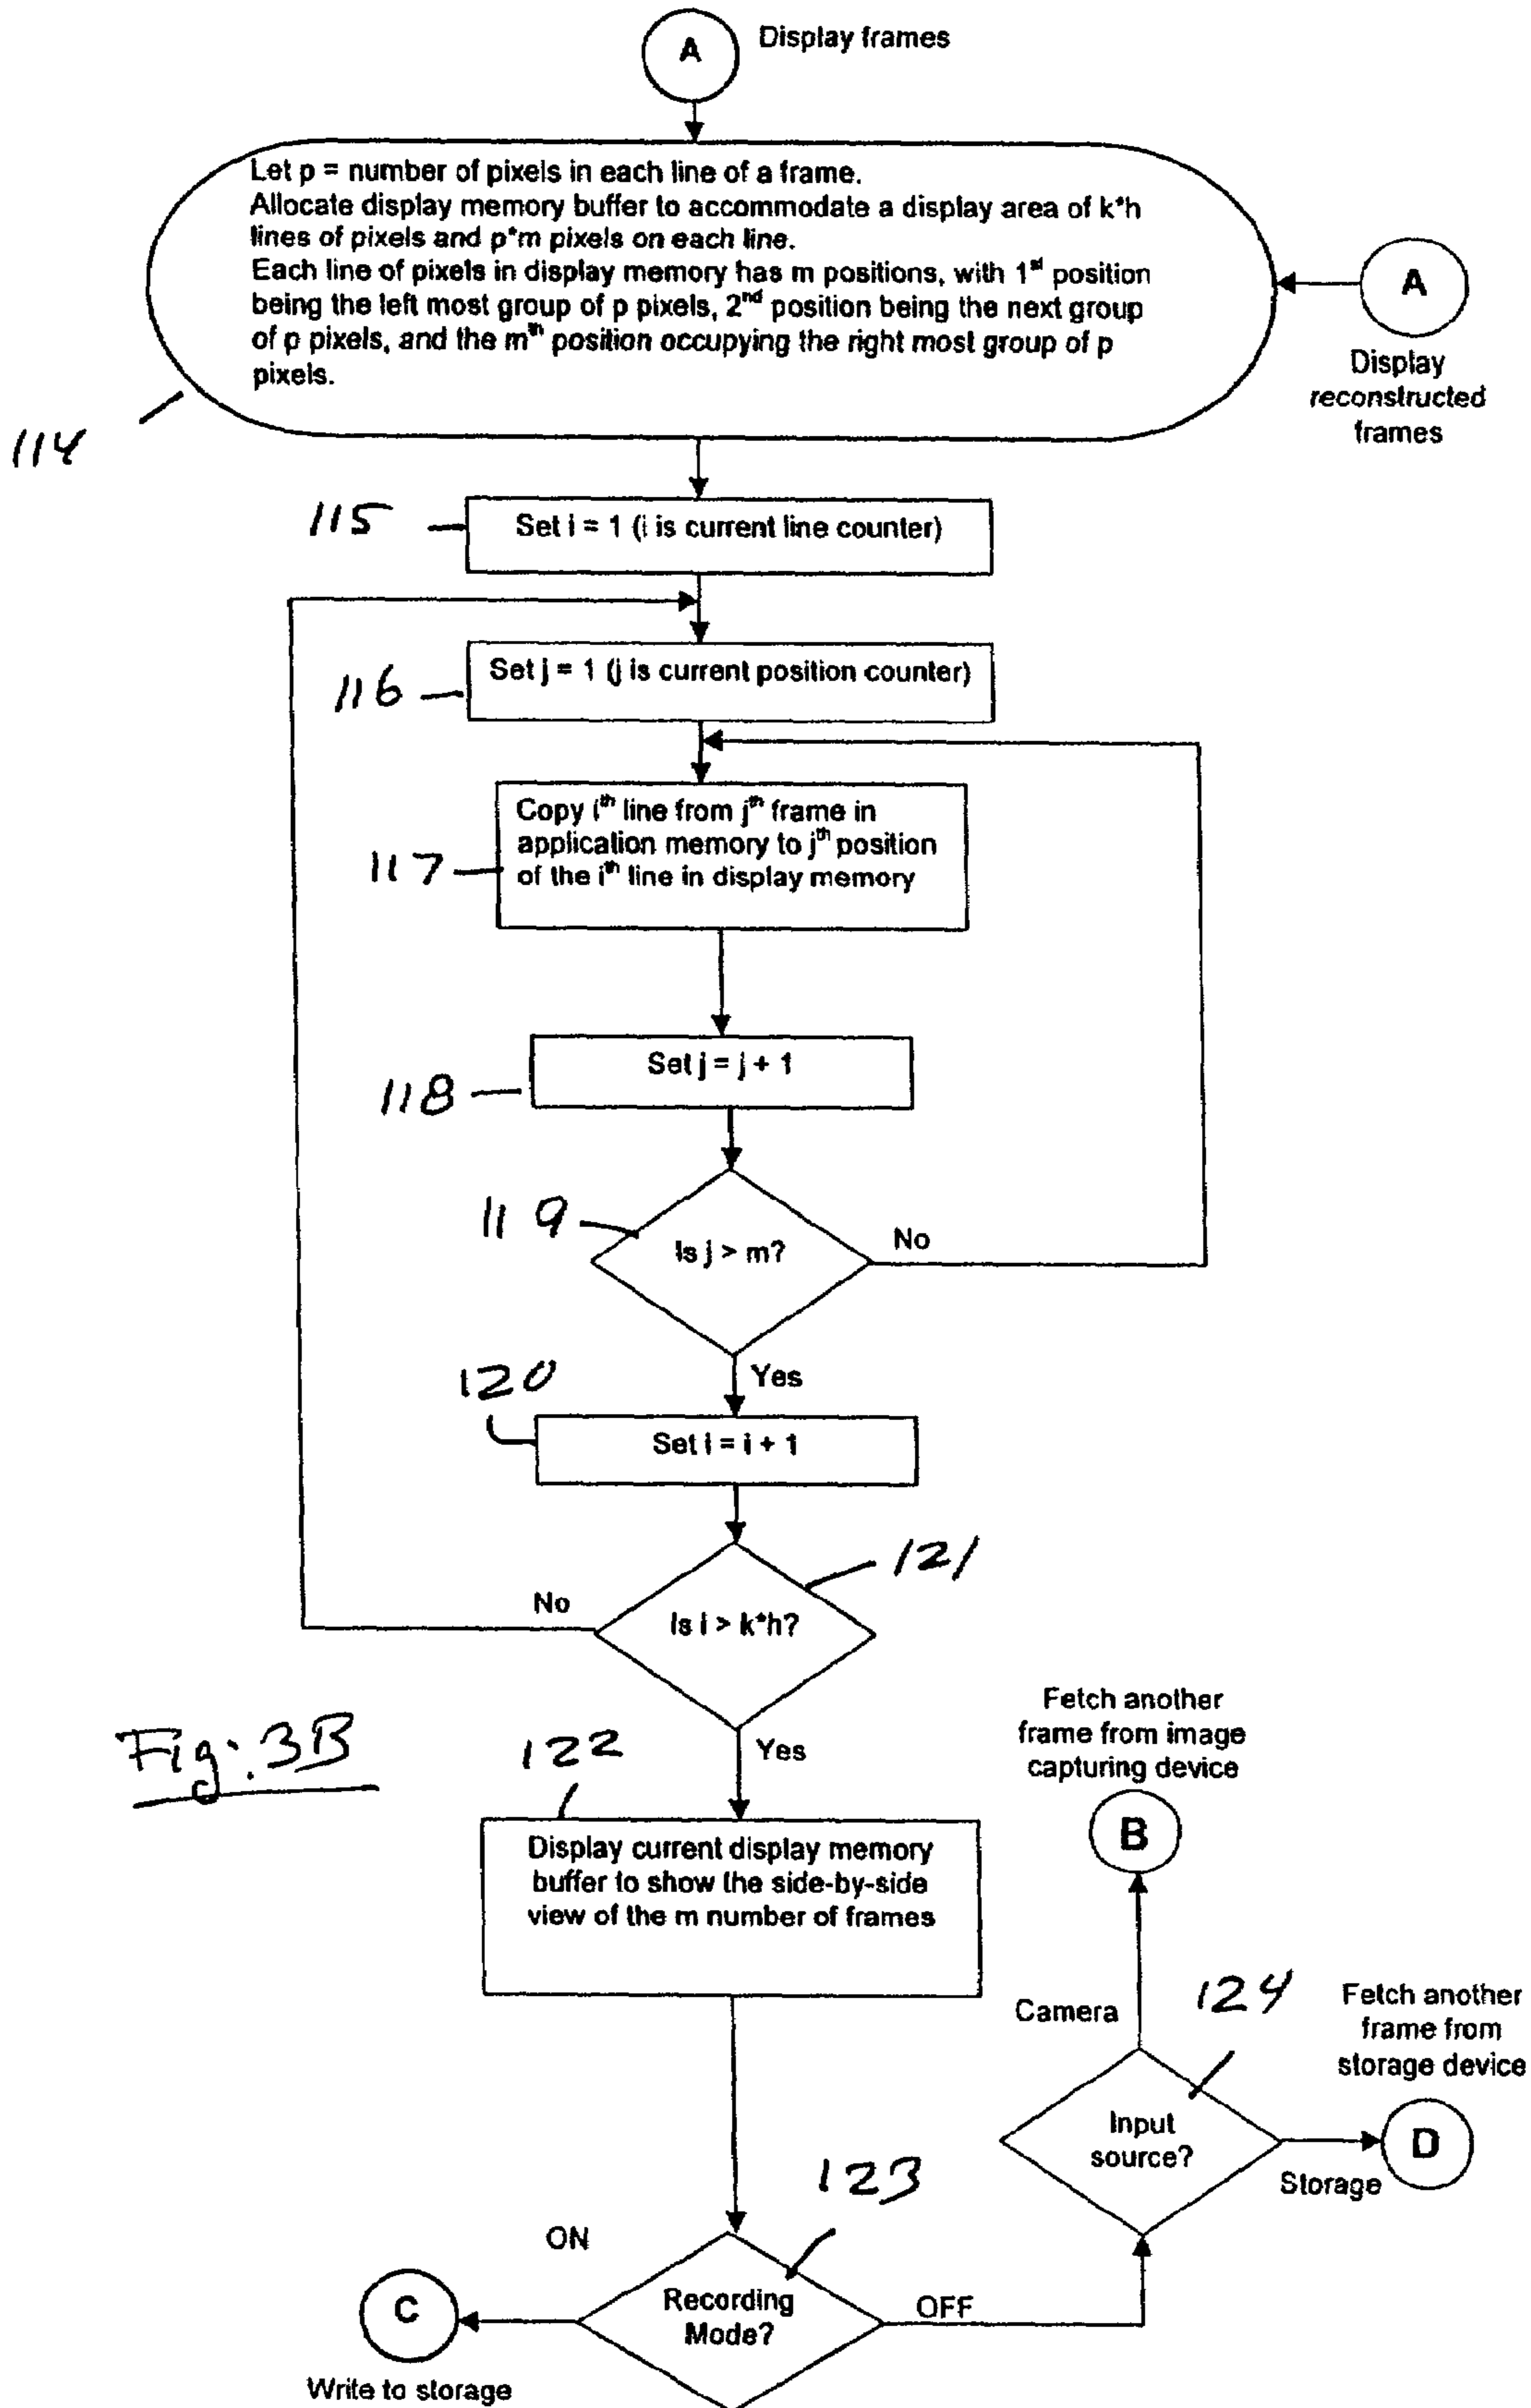 A
Display frames
Let p = number of pixels in each line of a frame.
Allocate display memory buffer to accommodate a display area of k*h
lines of pixels and p*m pixels on each line.
Each line of pixels in display memory has m positions, with 1st position
being the left most group of p pixels, 2nd position being the next group
of p pixels, and the mth position occupying the right most group of p
pixels.
A
Display
reconstructed
frames
114
115
Set i = 1 (i is current line counter)
116
Set j = 1 (j is current position counter)
117
Copy ith line from jth frame in
application memory to jth position
of the ith line in display memory
118
Set j = j + 1
119
Is j > m?
No
Yes
120
Set i = i + 1
121
Is i > k*h?
No
Yes
Fig. 3B
122
Display current display memory
buffer to show the side-by-side
view of the m number of frames
Fetch another
frame from image
capturing device
B
Camera
124
Fetch another
frame from
storage device
Input
source?
D
Storage
123
ON
Recording
Mode?
OFF
C
Write to storage